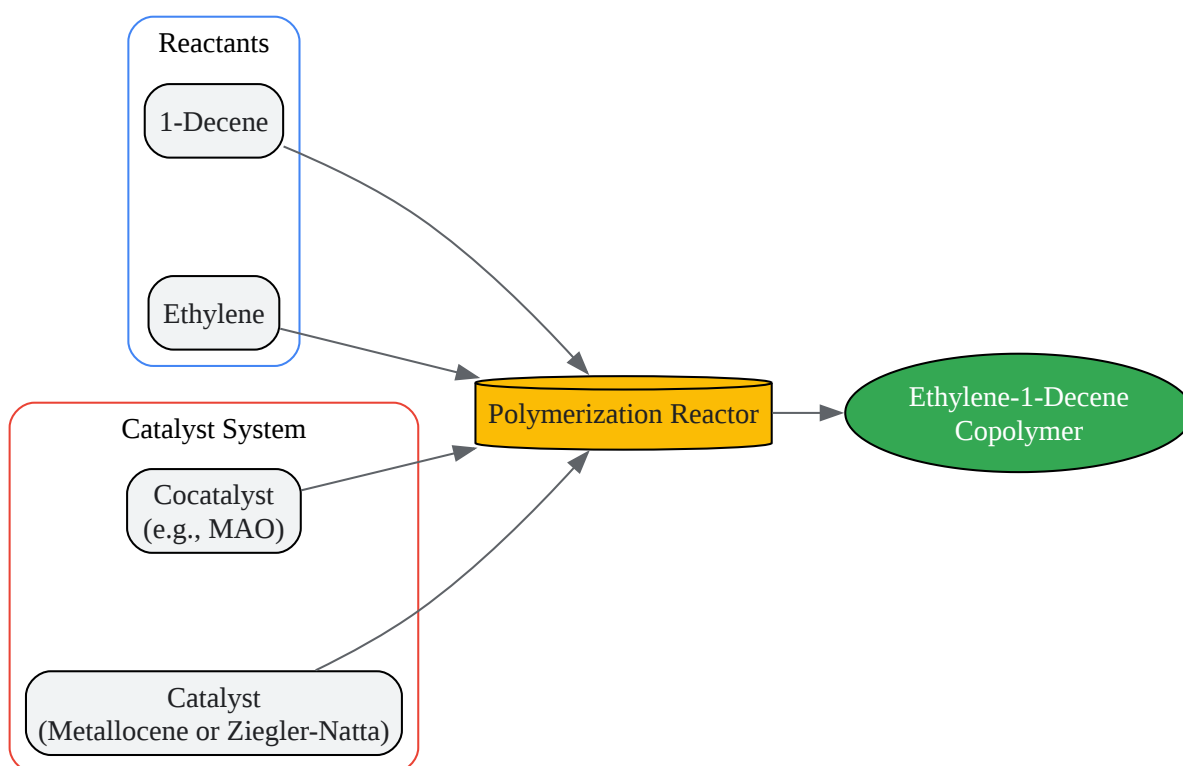 Reactants
1-Decene
Ethylene
Catalyst System
Cocatalyst
(e.g., MAO)
Catalyst
(Metallocene or Ziegler-Natta)
Polymerization Reactor
Ethylene-1-Decene
Copolymer